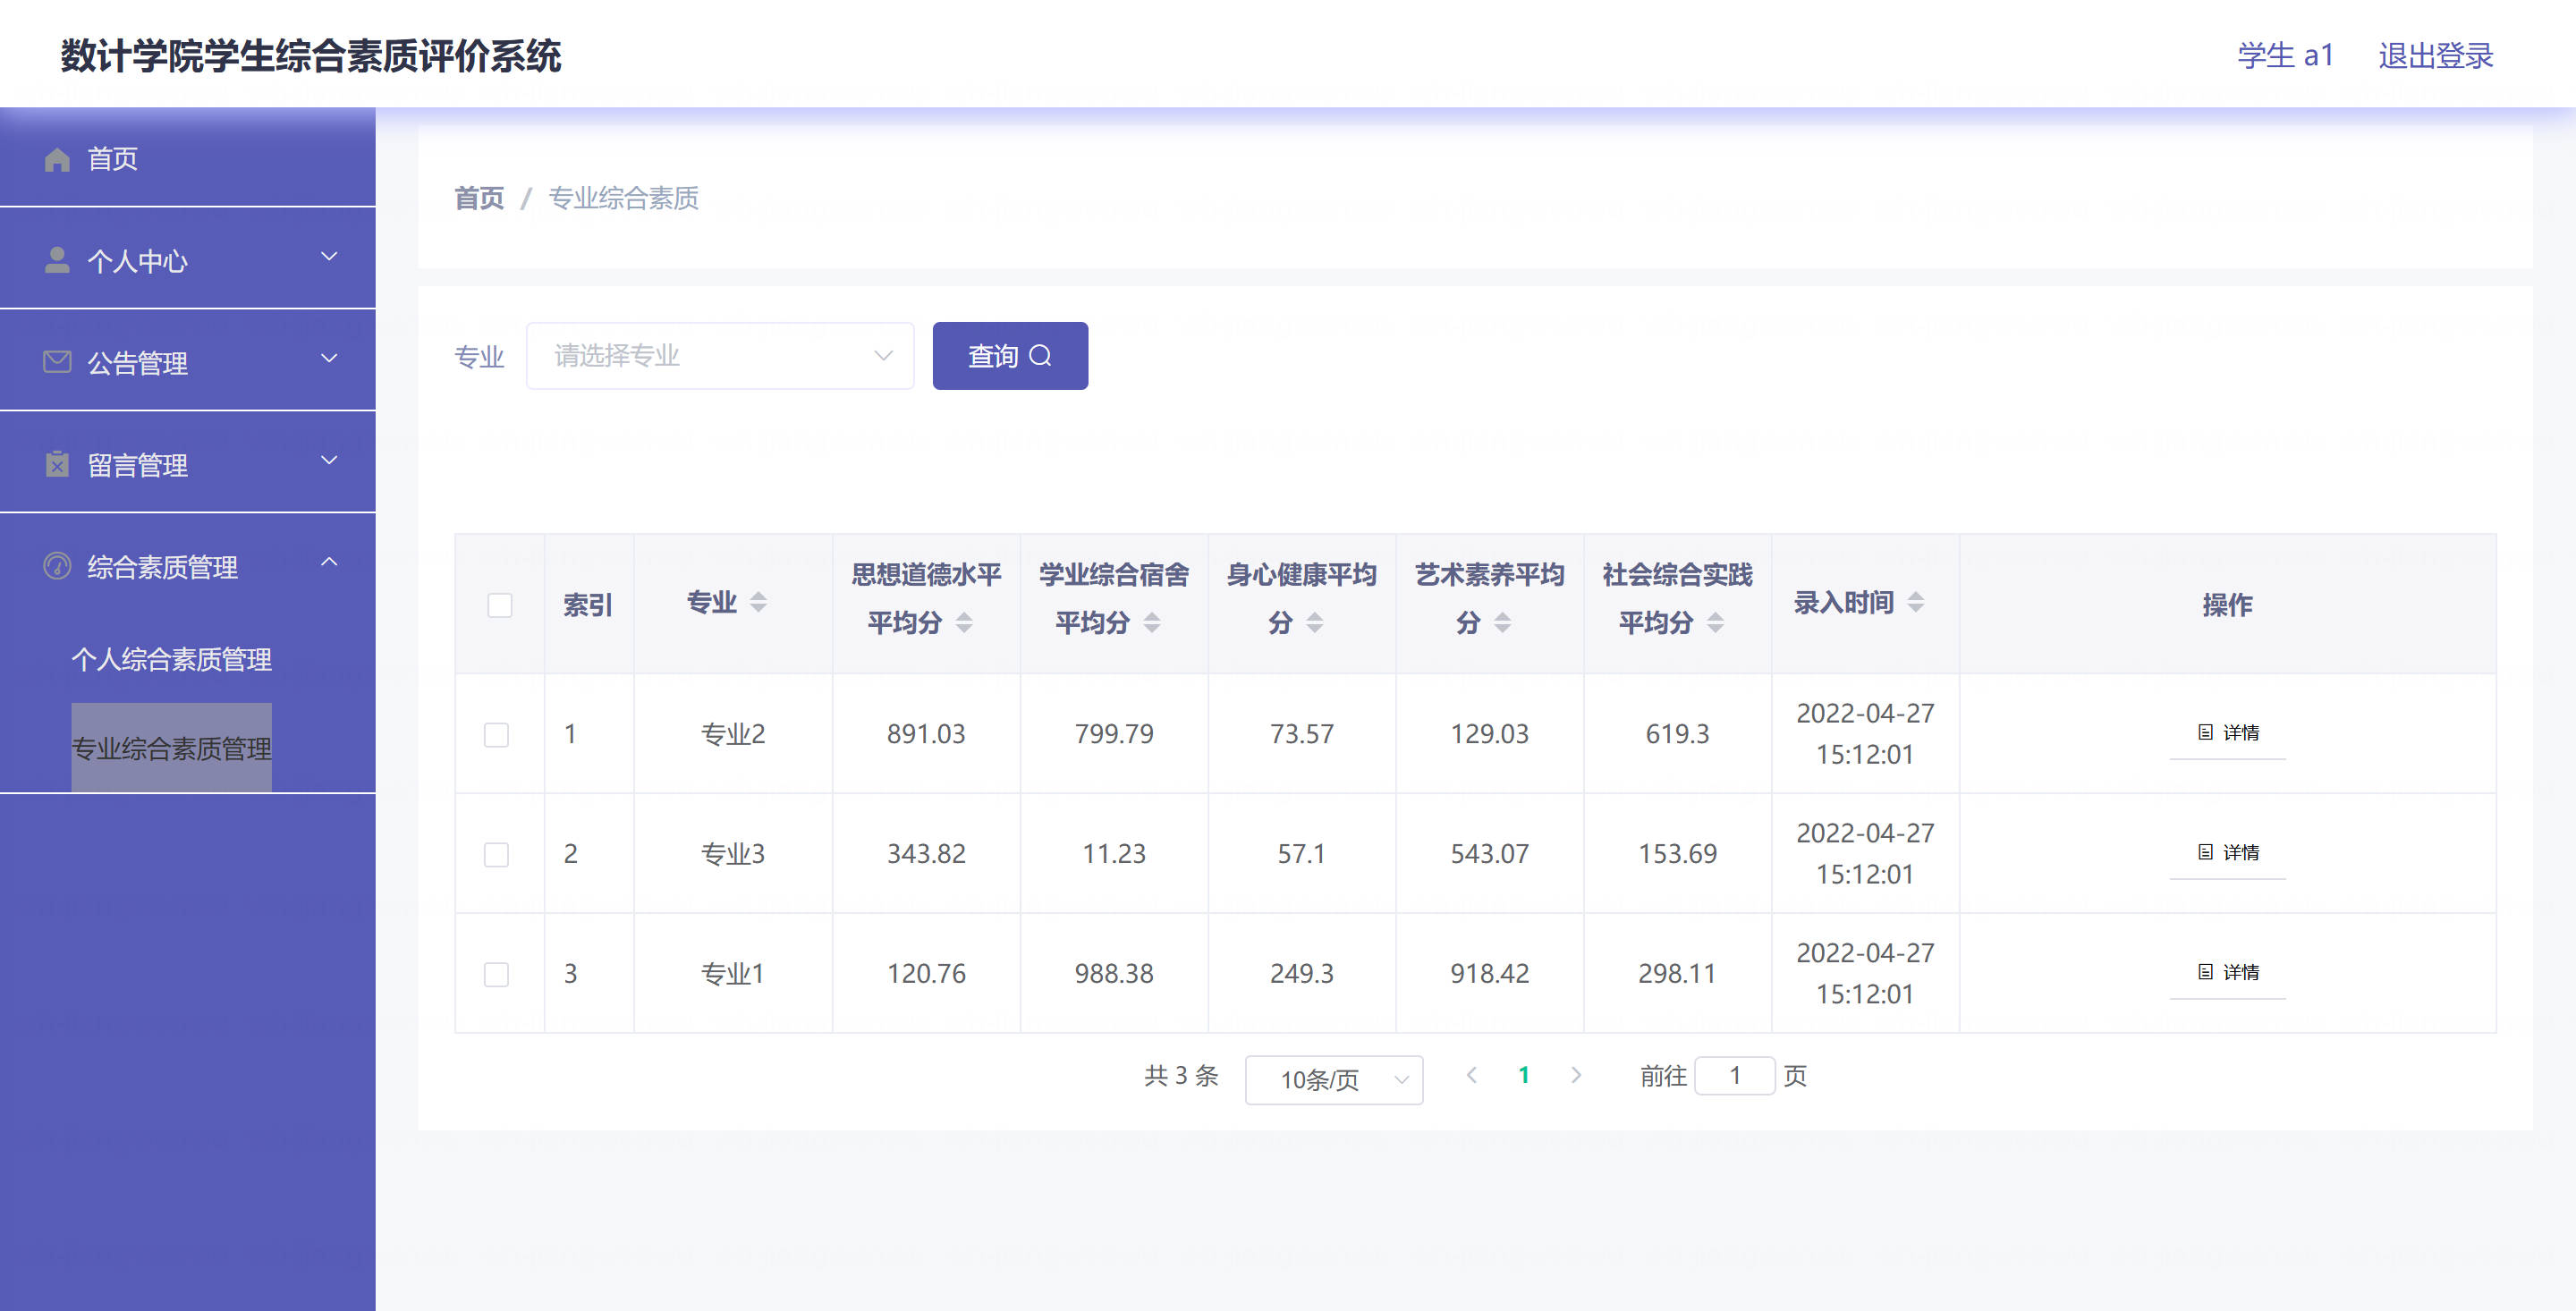 数计学院学生综合素质评价系统
学生 a1 退出登录
首页
个人中心
公告管理
留言管理
综合素质管理
个人综合素质管理
专业综合素质管理
首页 / 专业综合素质
专业 请选择专业 查询
索引 专业 思想道德水平平均分 学业综合宿舍平均分 身心健康平均分 艺术素养平均分 社会综合实践平均分 录入时间 操作
1 专业2 891.03 799.79 73.57 129.03 619.3 2022-04-27 15:12:01 详情
2 专业3 343.82 11.23 57.1 543.07 153.69 2022-04-27 15:12:01 详情
3 专业1 120.76 988.38 249.3 918.42 298.11 2022-04-27 15:12:01 详情
共 3 条 10条/页 1 前往 1 页